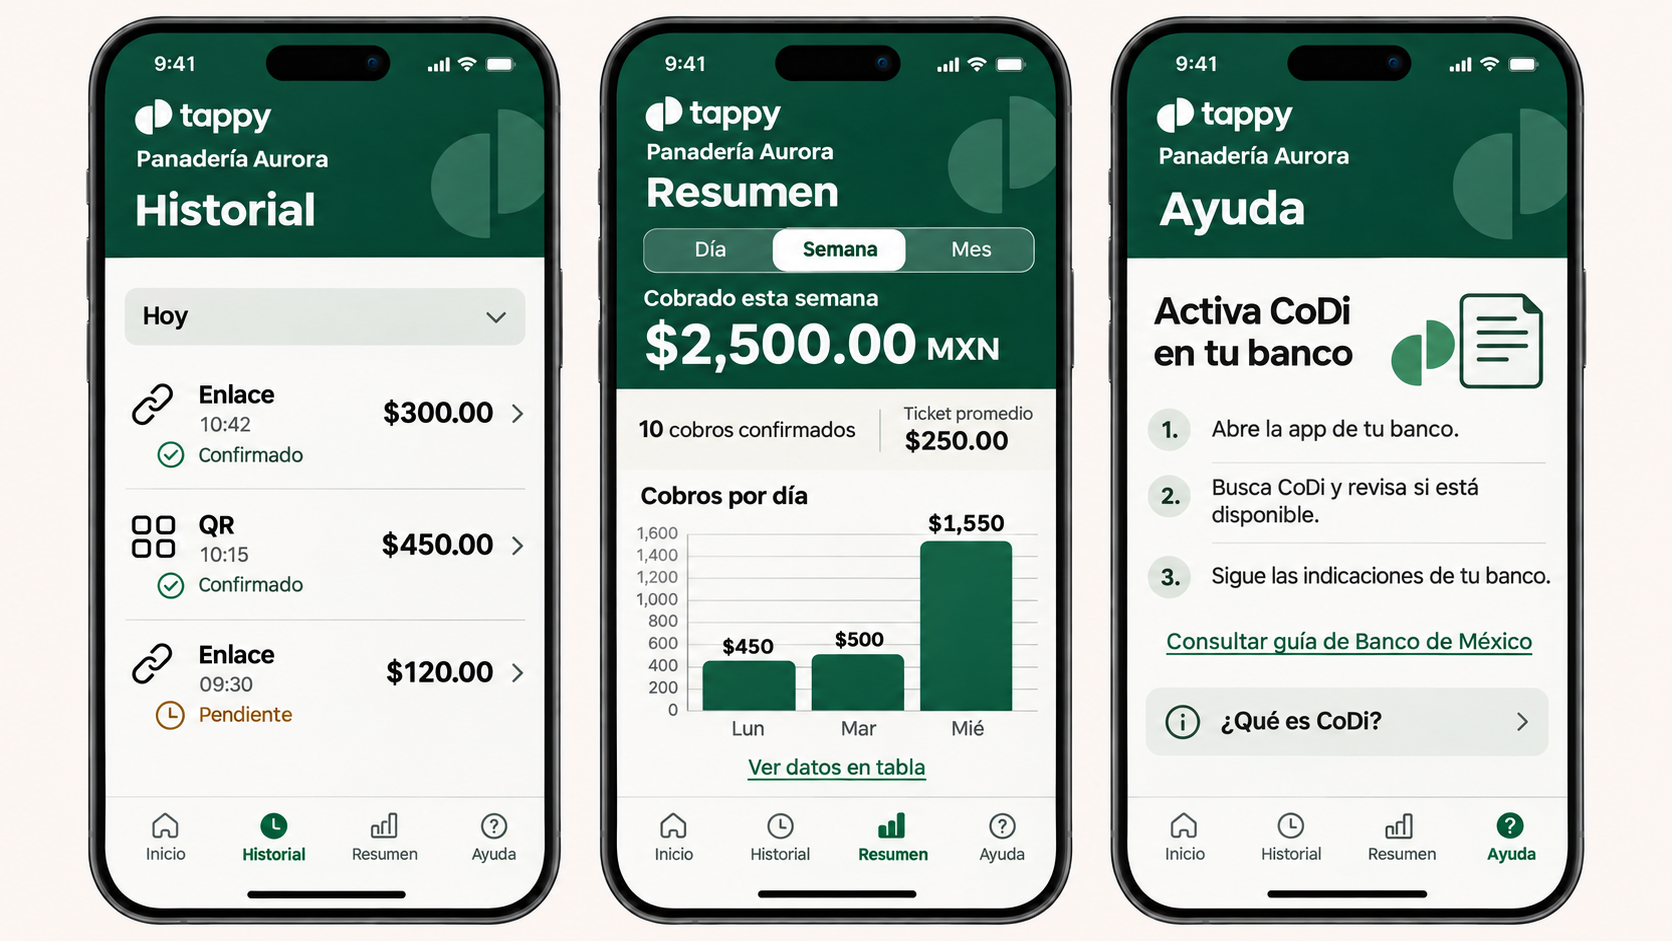 9:41
tappy
Panadería Aurora
Historial
Hoy
Enlace
10:42
Confirmado
$300.00
QR
10:15
Confirmado
$450.00
Enlace
09:30
Pendiente
$120.00
Inicio
Historial
Resumen
Ayuda
9:41
tappy
Panadería Aurora
Resumen
Día
Semana
Mes
Cobrado esta semana
$2,500.00 MXN
10 cobros confirmados
Ticket promedio
$250.00
Cobros por día
1,600
1,400
1,200
1,000
800
600
400
200
0
$450
$500
$1,550
Lun
Mar
Mié
Ver datos en tabla
Inicio
Historial
Resumen
Ayuda
9:41
tappy
Panadería Aurora
Ayuda
Activa CoDi
en tu banco
1. Abre la app de tu banco.
2. Busca CoDi y revisa si está
disponible.
3. Sigue las indicaciones de tu banco.
Consultar guía de Banco de México
¿Qué es CoDi?
Inicio
Historial
Resumen
Ayuda